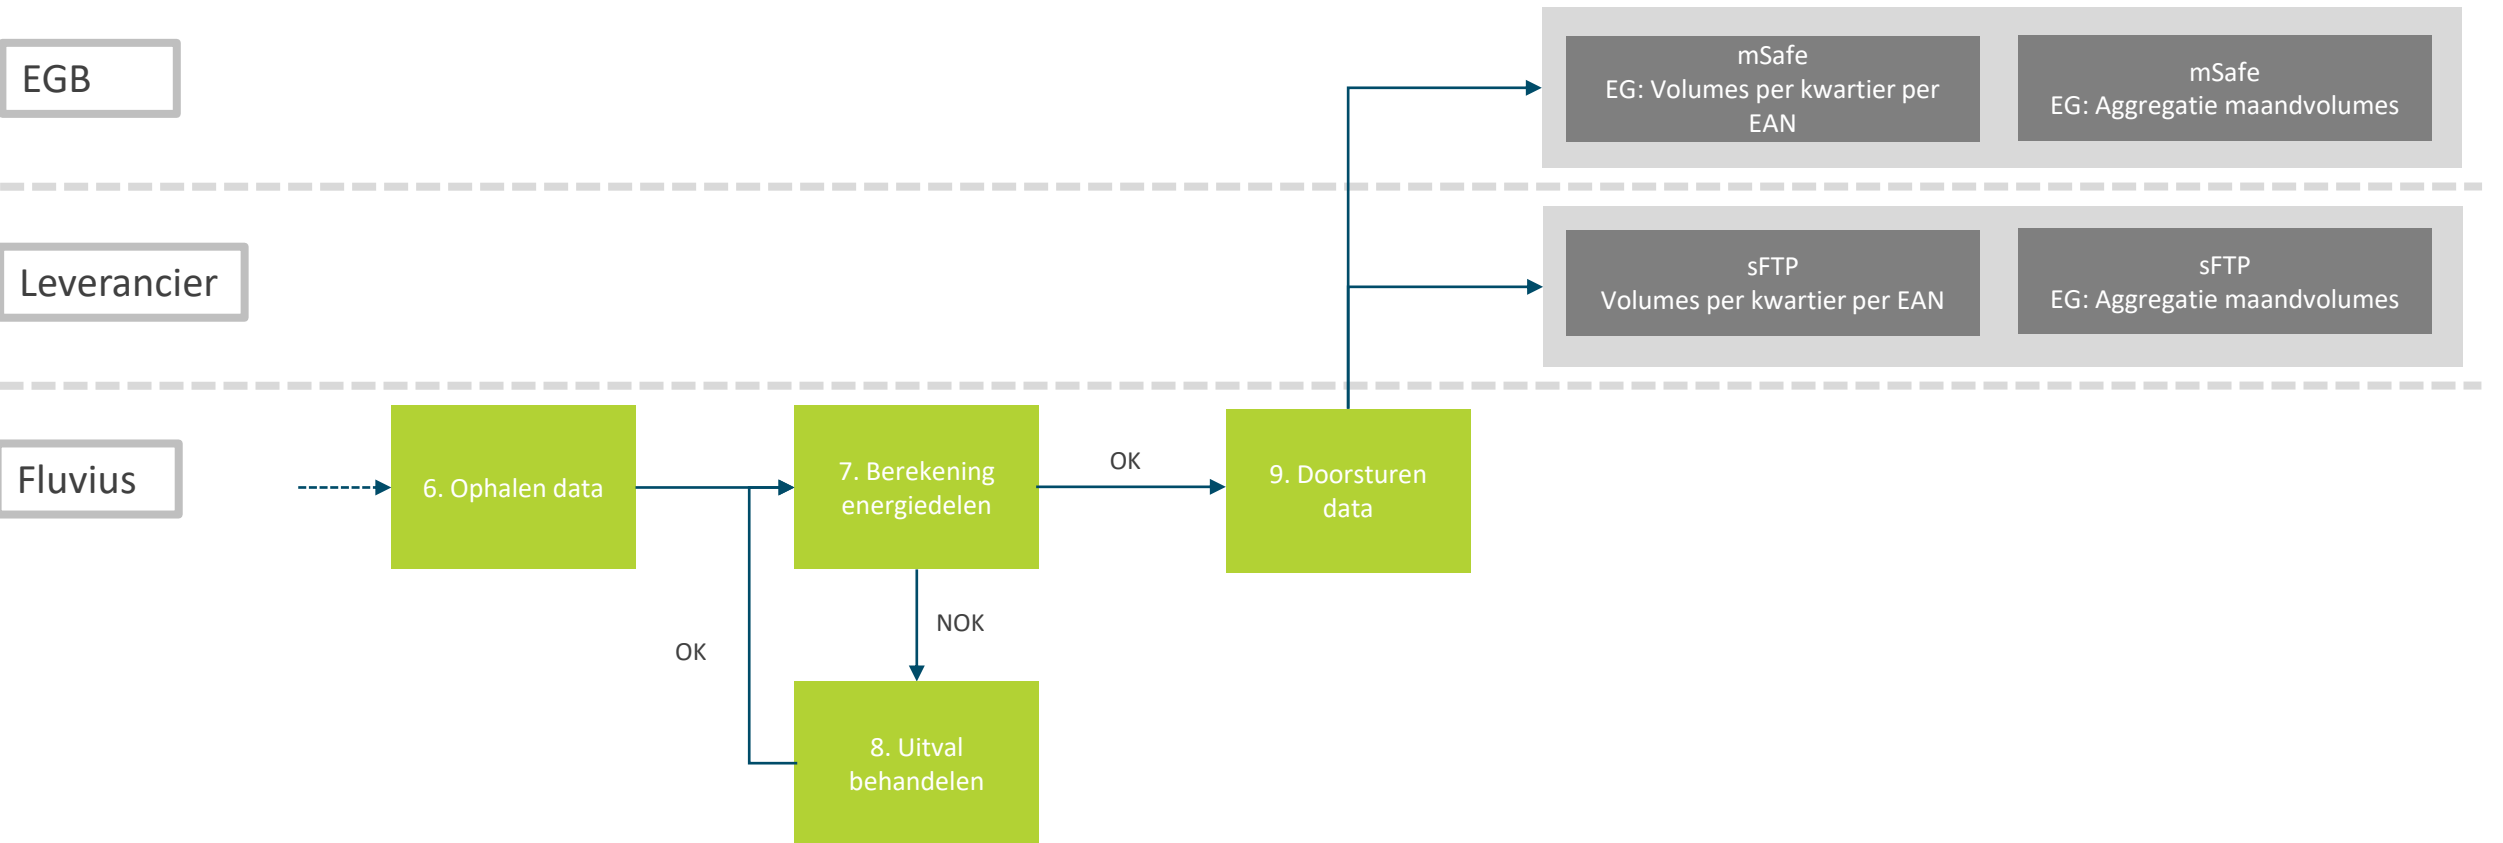 EGB
mSafe
EG: Volumes per kwartier per
EAN
mSafe
EG: Aggregatie maandvolumes
Leverancier
sFTP
Volumes per kwartier per EAN
sFTP
EG: Aggregatie maandvolumes
Fluvius
6. Ophalen data
7. Berekening
energiedelen
OK
9. Doorsturen
data
NOK
OK
8. Uitval
behandelen